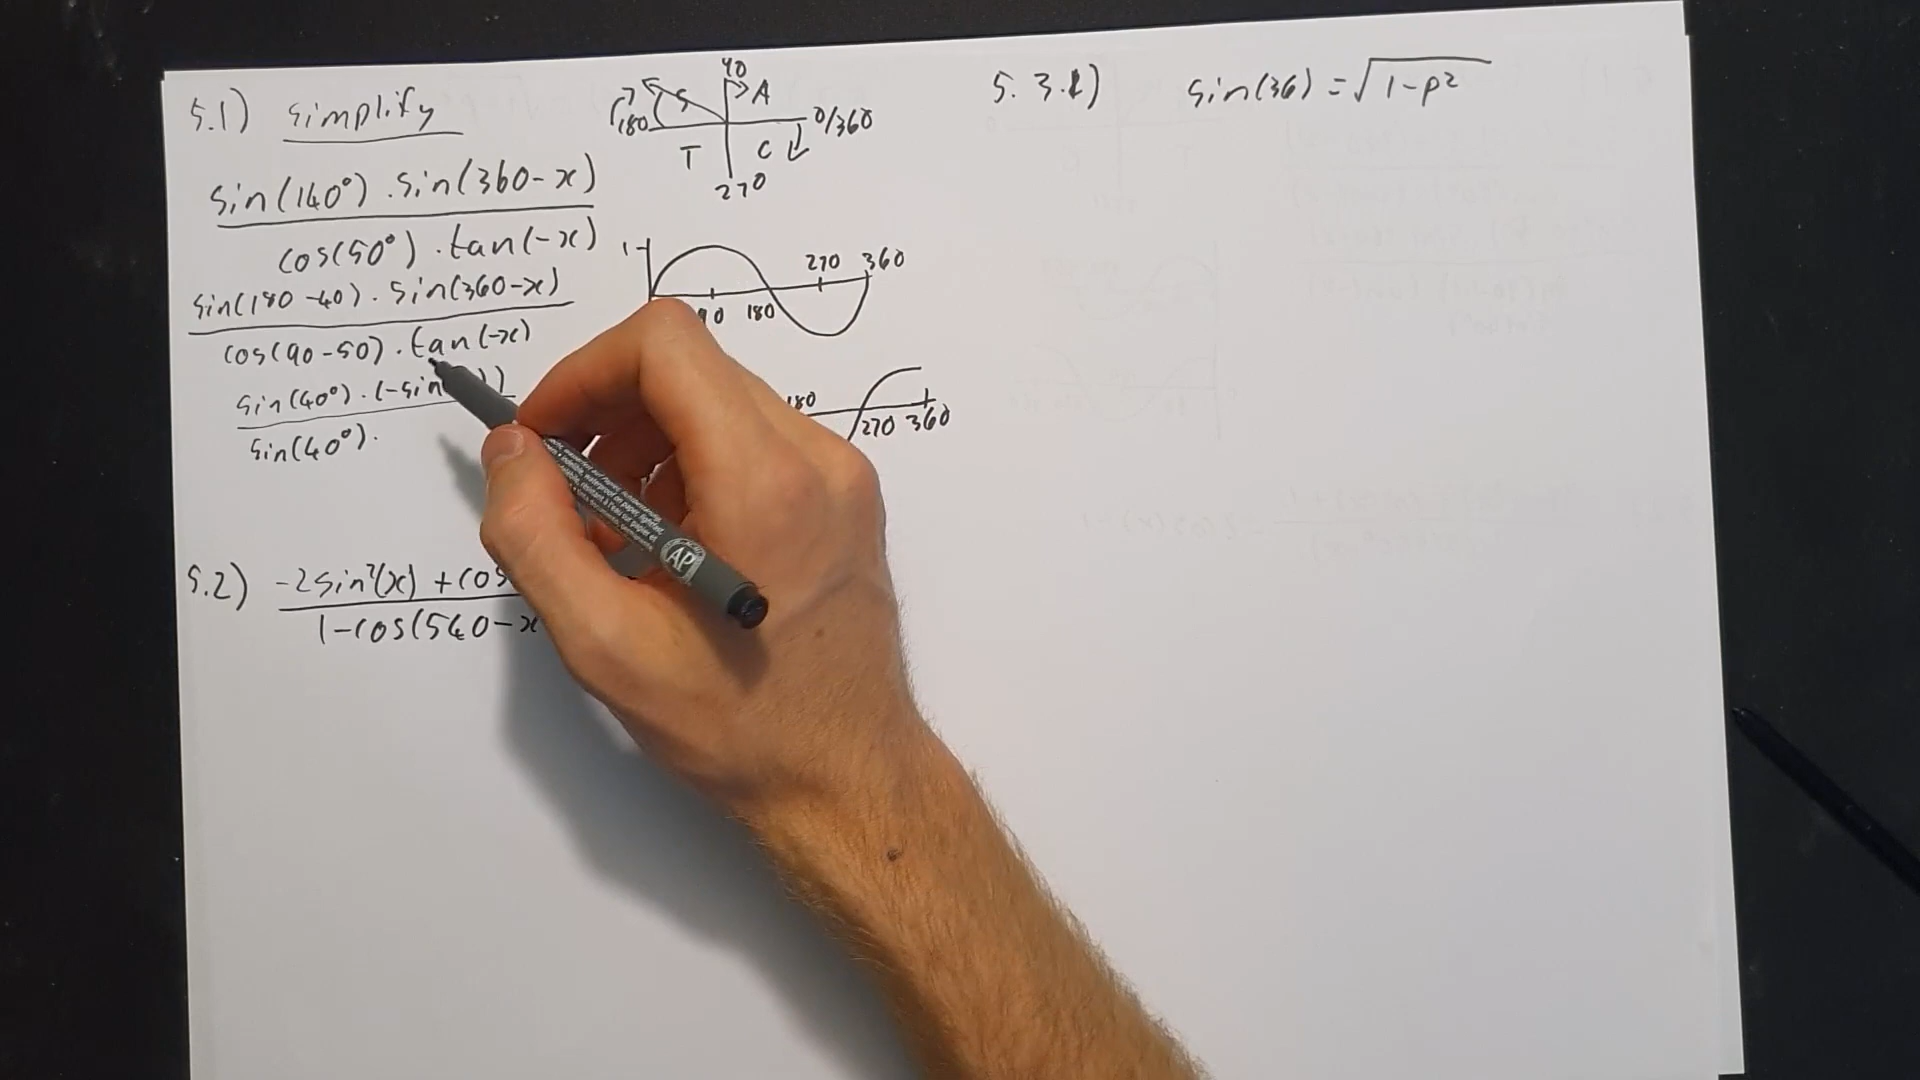 5.1) simplify
sin(140°) . sin(360-x)
cos(50°) . tan(-x)
sin(180-40) . sin(360-x)
cos(90-50) . tan(-x)
sin(40°) . (-sin ))
sin(40°) .
90
S A
180 0/360
T C
270
1
270 360
90 180
180
270 360
5.2) -2sin²(x) + cos
1-cos(540-x
5.3.1) sin(36) = √1-p²
AP